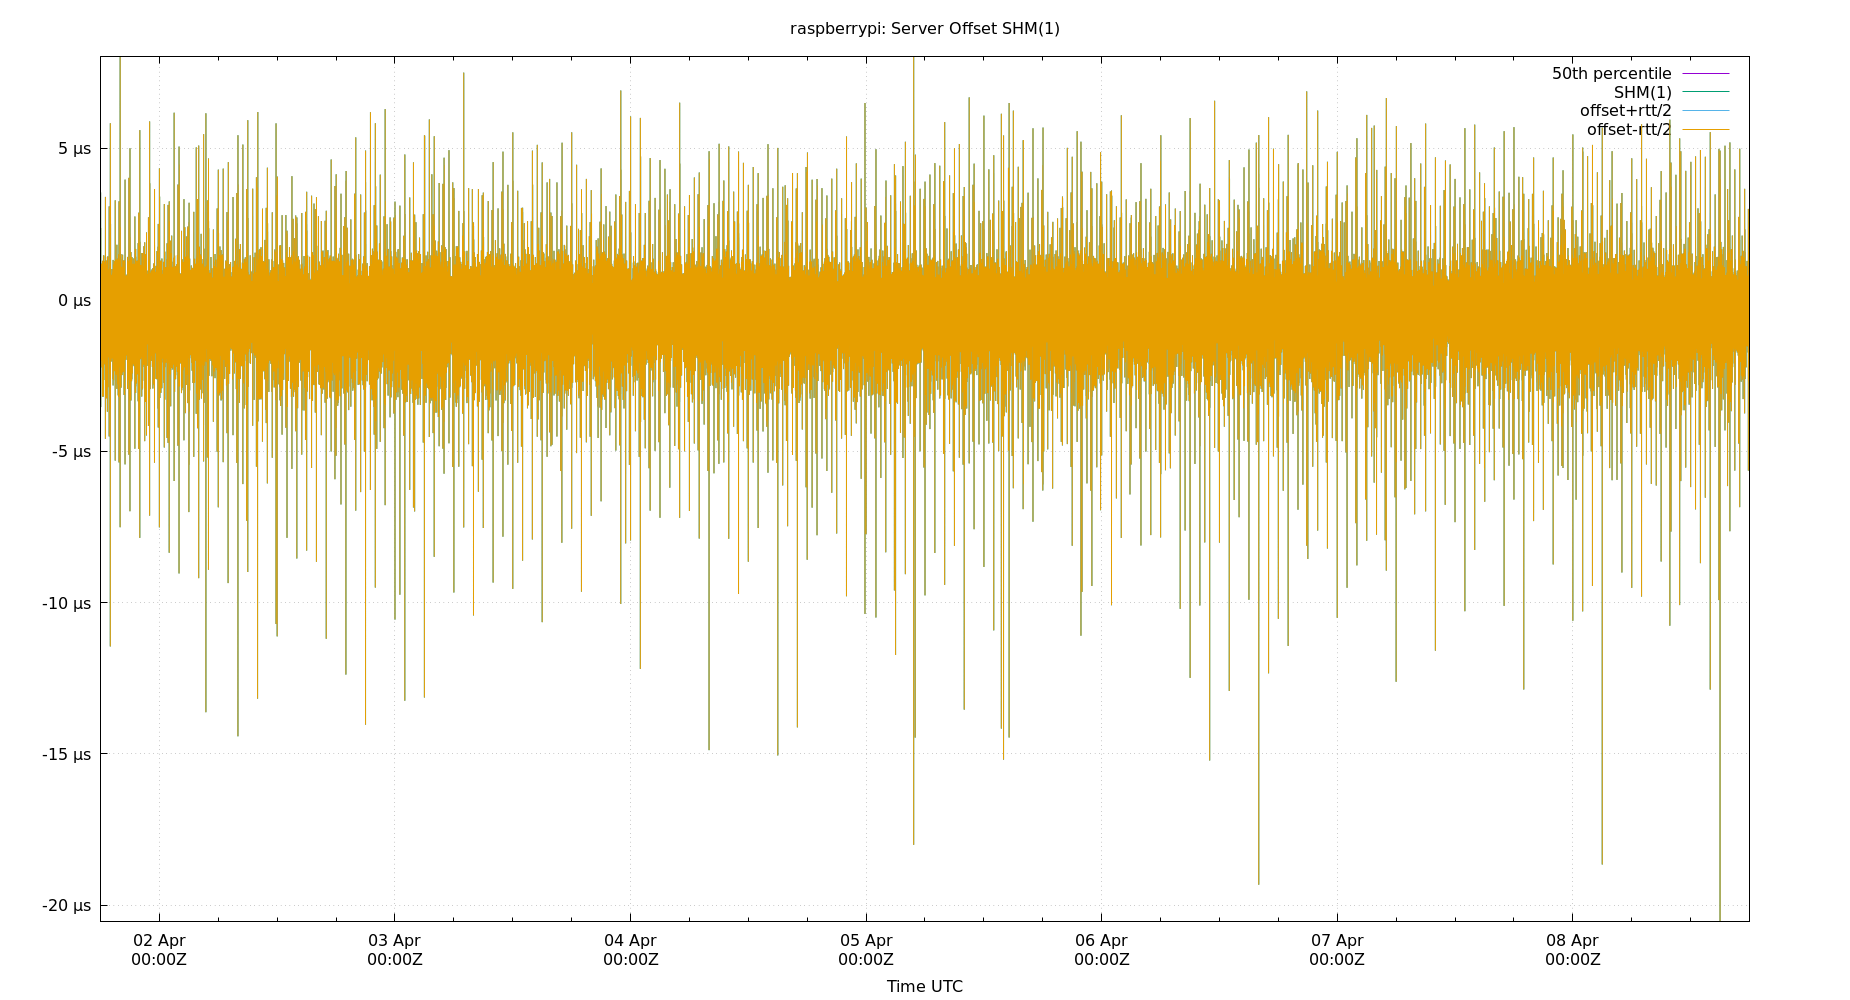 raspberrypi: Server Offset SHM(1)
50th percentile
SHM(1)
offset+rtt/2
offset-rtt/2
5 µs
0 µs
-5 µs
-10 µs
-15 µs
-20 µs
02 Apr 03 Apr 04 Apr 05 Apr 06 Apr 07 Apr 08 Apr
00:00Z 00:00Z 00:00Z 00:00Z 00:00Z 00:00Z 00:00Z
Time UTC